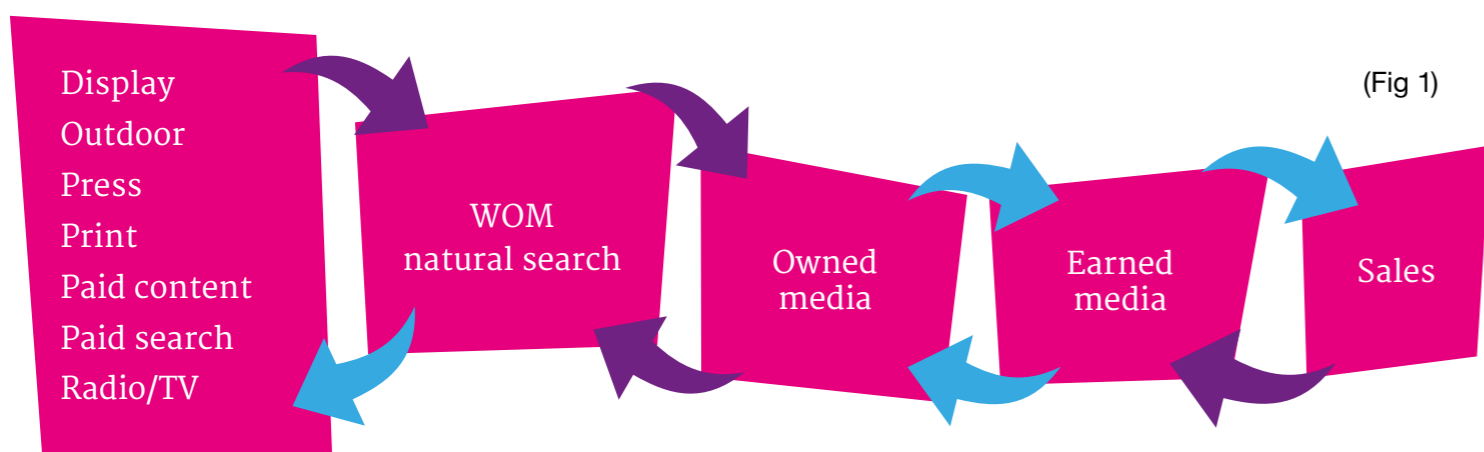 Display
Outdoor
Press
Print
Paid content
Paid search
Radio/TV
WOM
natural search
Owned
media
Earned
media
Sales
(Fig 1)